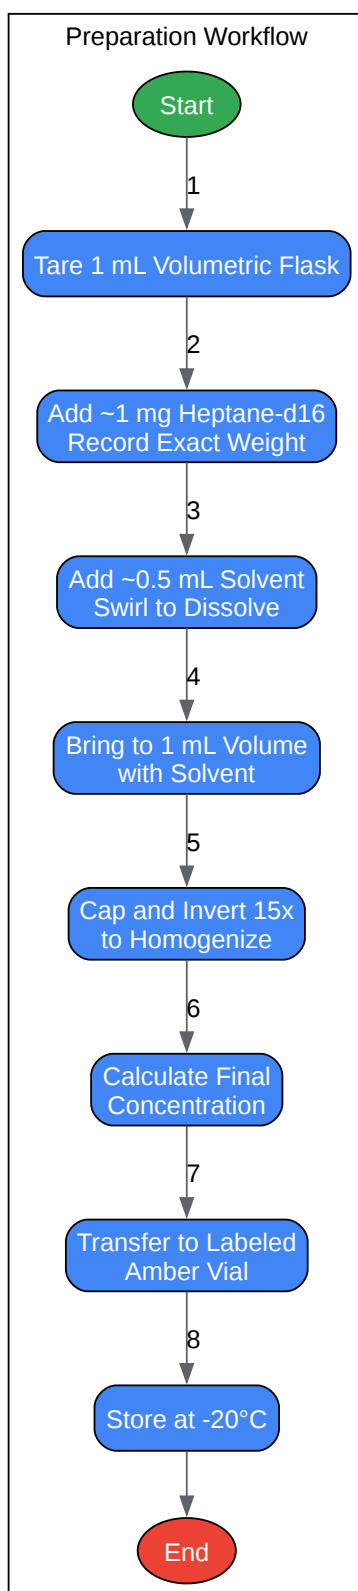 Preparation Workflow
Start
1
Tare 1 mL Volumetric Flask
2
Add ~1 mg Heptane-d16
Record Exact Weight
3
Add ~0.5 mL Solvent
Swirl to Dissolve
4
Bring to 1 mL Volume
with Solvent
5
Cap and Invert 15x
to Homogenize
6
Calculate Final
Concentration
7
Transfer to Labeled
Amber Vial
8
Store at -20°C
End